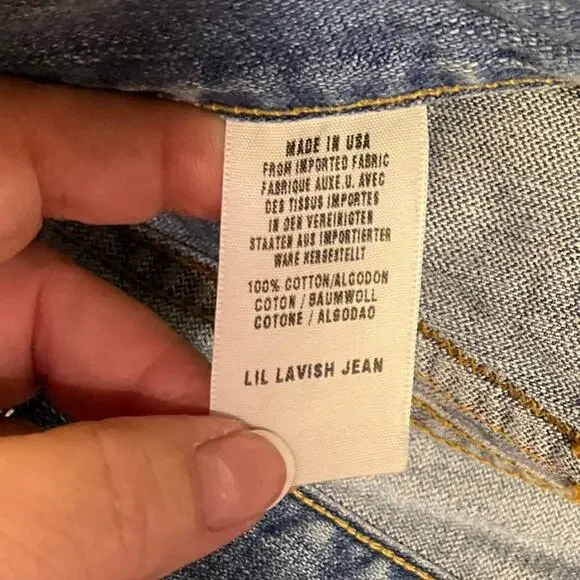 MADE IN USA
FROM IMPORTED FABRIC
FABRIQUE AUXE.U. AVEC
DES TISSUS IMPORTES
IN DEN VEREINIGTEN
STAATEN AUS IMPORTIERTER
WARE HERGESTELLT
100% COTTON/ALGODON
COTON / BAUMWOLL
COTONE / ALGODAO
LIL LAVISH JEAN